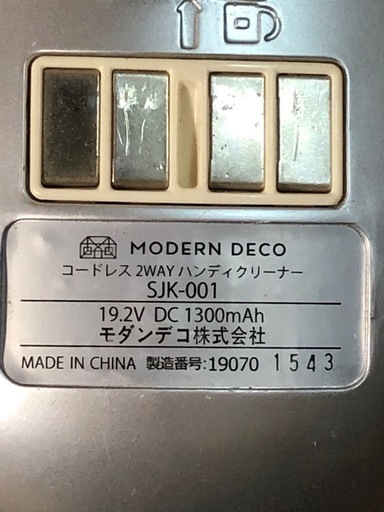 MODERN DECO
コードレス 2WAY ハンディクリーナー
SJK-001
19.2V DC 1300mAh
モダンデコ株式会社
MADE IN CHINA 製造番号:19070 1543